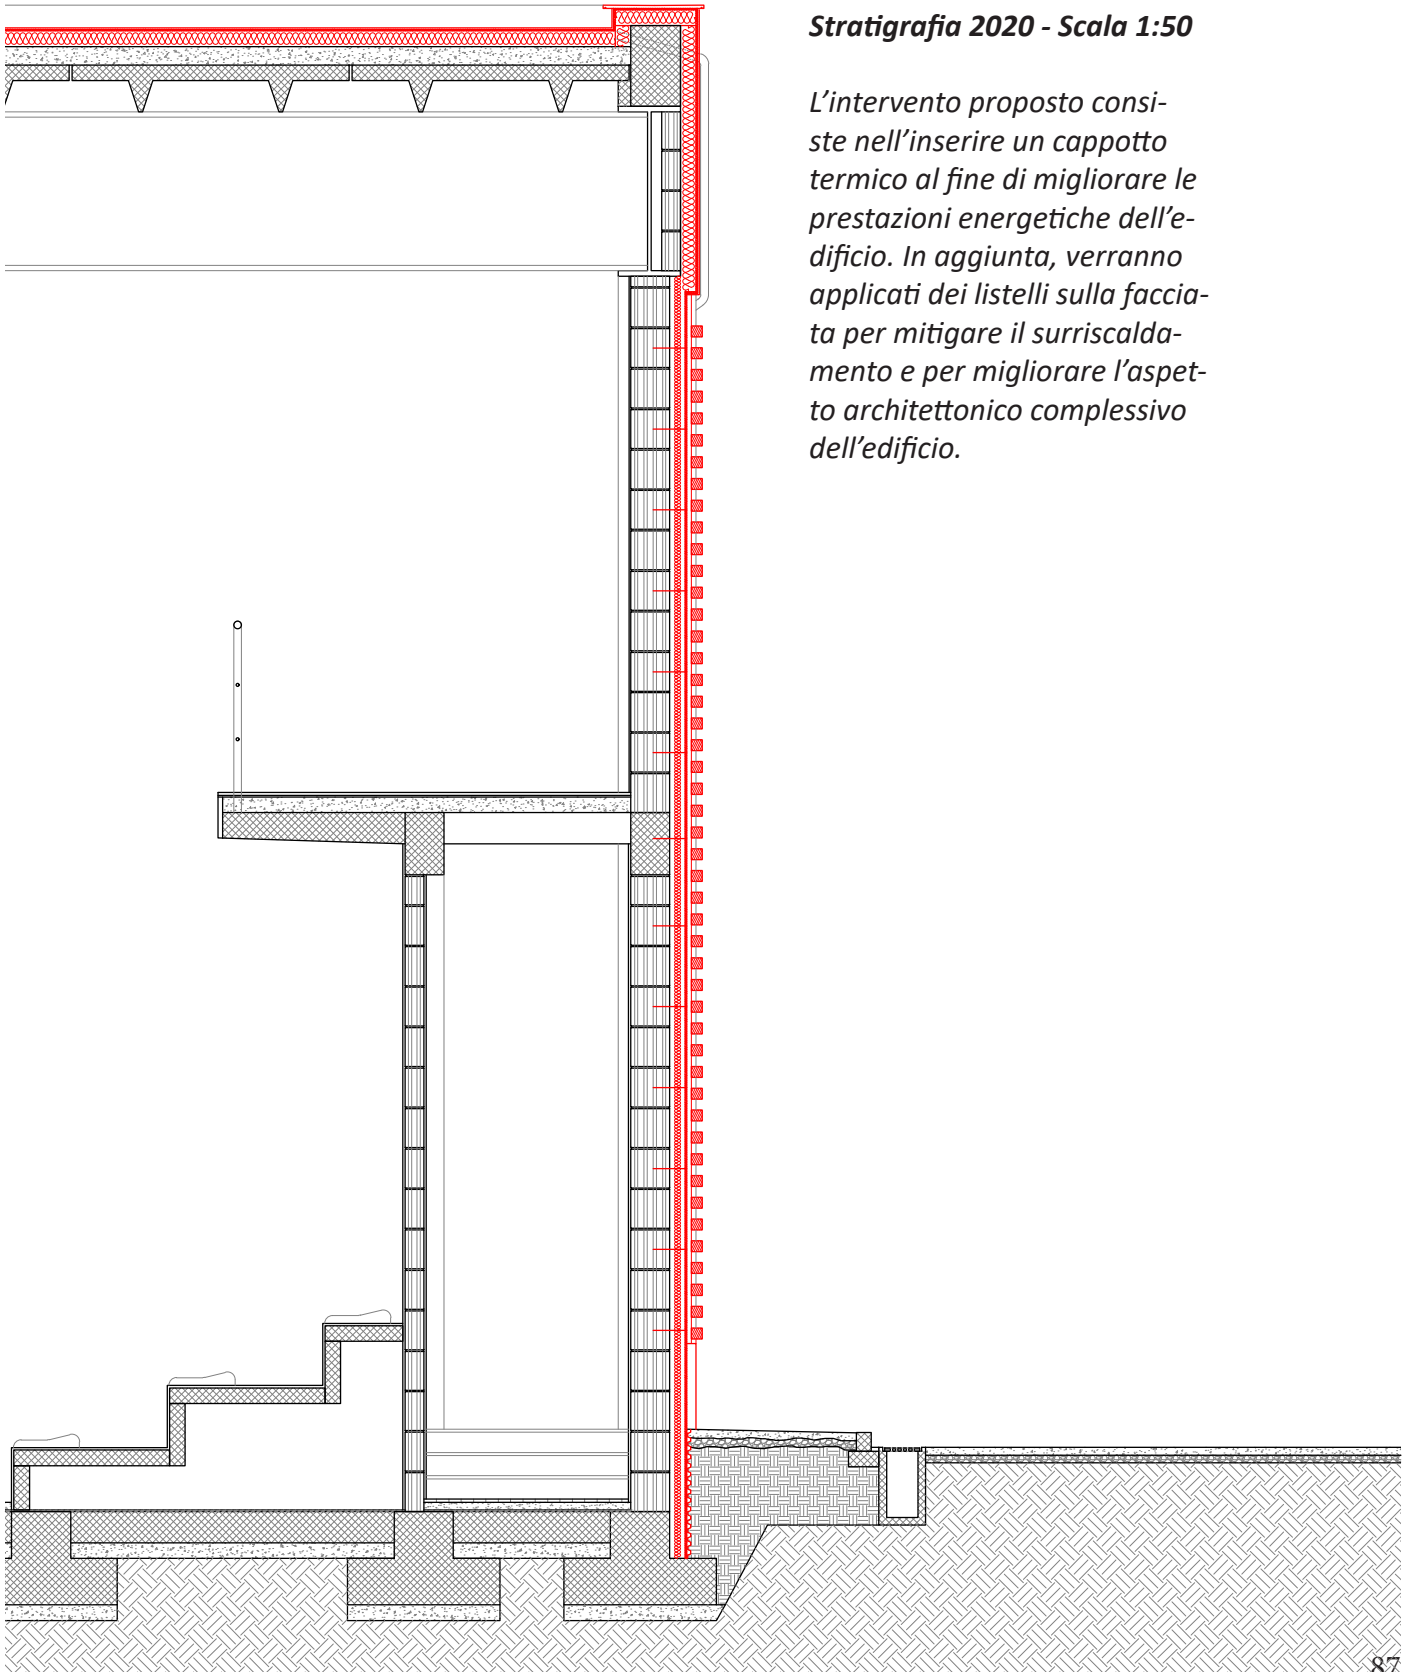 Stratigrafia 2020 - Scala 1:50
L'intervento proposto consi-
ste nell'inserire un cappotto
termico al fine di migliorare le
prestazioni energetiche dell'e-
dificio. In aggiunta, verranno
applicati dei listelli sulla faccia-
ta per mitigare il surriscalda-
mento e per migliorare l'aspet-
to architettonico complessivo
dell'edificio.
87